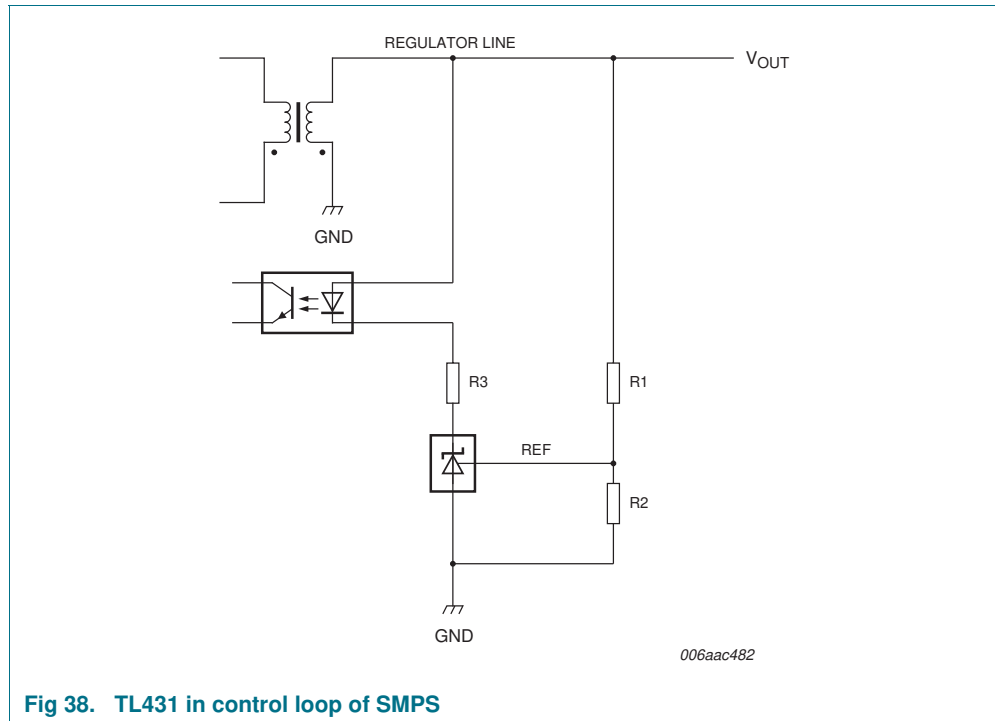 REGULATOR LINE
VOUT
GND
R3
R1
REF
R2
GND
006aac482
Fig 38. TL431 in control loop of SMPS